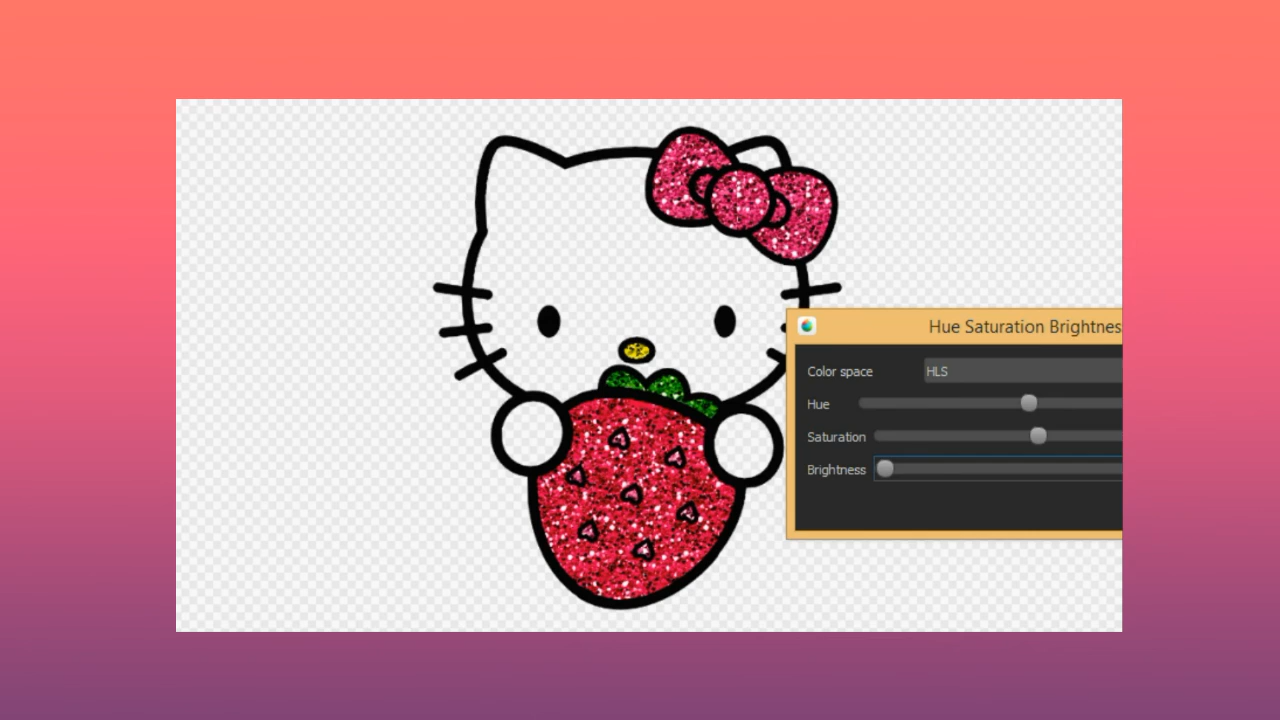 Hue Saturation Brightnes
Color space
HLS
Hue
Saturation
Brightness